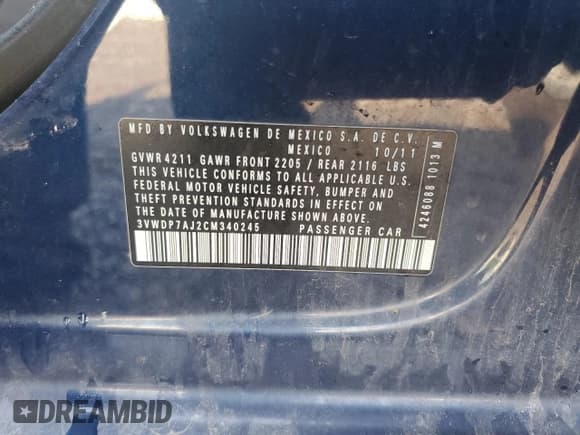 MFD BY VOLKSWAGEN DE MEXICO S.A. DE C.V.
MEXICO 10/11
GVWR 4211 GAWR FRONT 2205 / REAR 2116 LBS
THIS VEHICLE CONFORMS TO ALL APPLICABLE U.S.
FEDERAL MOTOR VEHICLE SAFETY, BUMPER AND
THEFT PREVENTION STANDARDS IN EFFECT ON
THE DATE OF MANUFACTURE SHOWN ABOVE.
3VWDP7AJ2CM340245 PASSENGER CAR
4246088 1013 M
DREAMBID